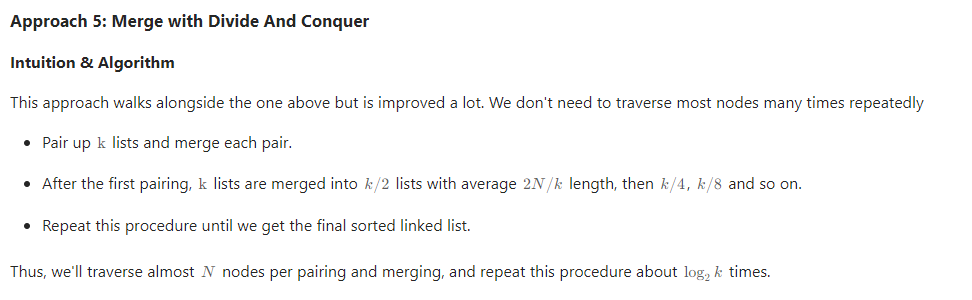 Approach 5: Merge with Divide And Conquer
Intuition & Algorithm
This approach walks alongside the one above but is improved a lot. We don't need to traverse most nodes many times repeatedly
• Pair up k lists and merge each pair.
• After the first pairing, k lists are merged into k/2 lists with average 2N/k length, then k/4, k/8 and so on.
• Repeat this procedure until we get the final sorted linked list.
Thus, we'll traverse almost N nodes per pairing and merging, and repeat this procedure about log₂ k times.